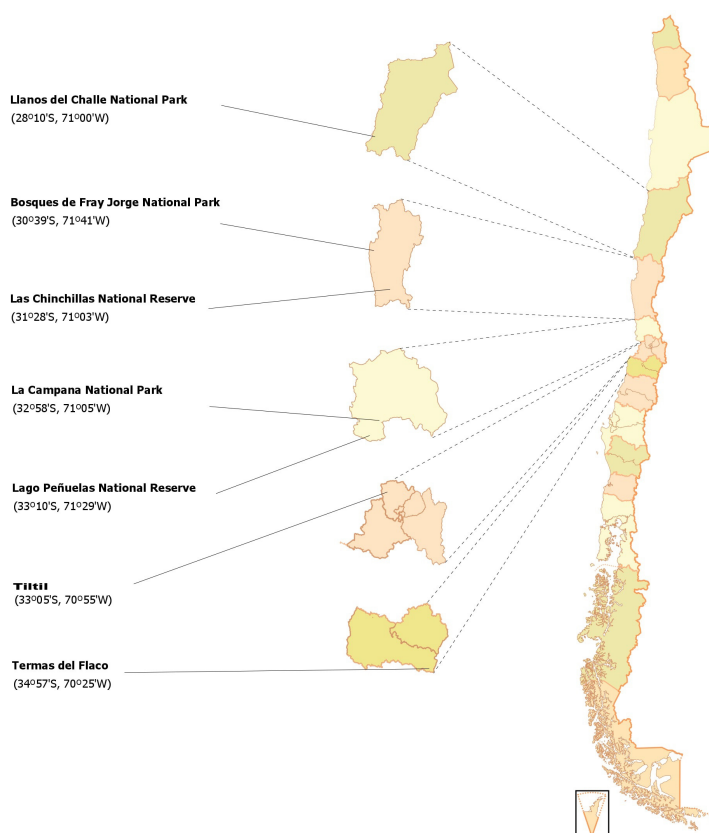 Llanos del Challe National Park
(28º10'S, 71º00'W)
Bosques de Fray Jorge National Park
(30º39'S, 71º41'W)
Las Chinchillas National Reserve
(31º28'S, 71º03'W)
La Campana National Park
(32º58'S, 71º05'W)
Lago Peñuelas National Reserve
(33º10'S, 71º29'W)
Tiltil
(33º05'S, 70º55'W)
Termas del Flaco
(34º57'S, 70º25'W)